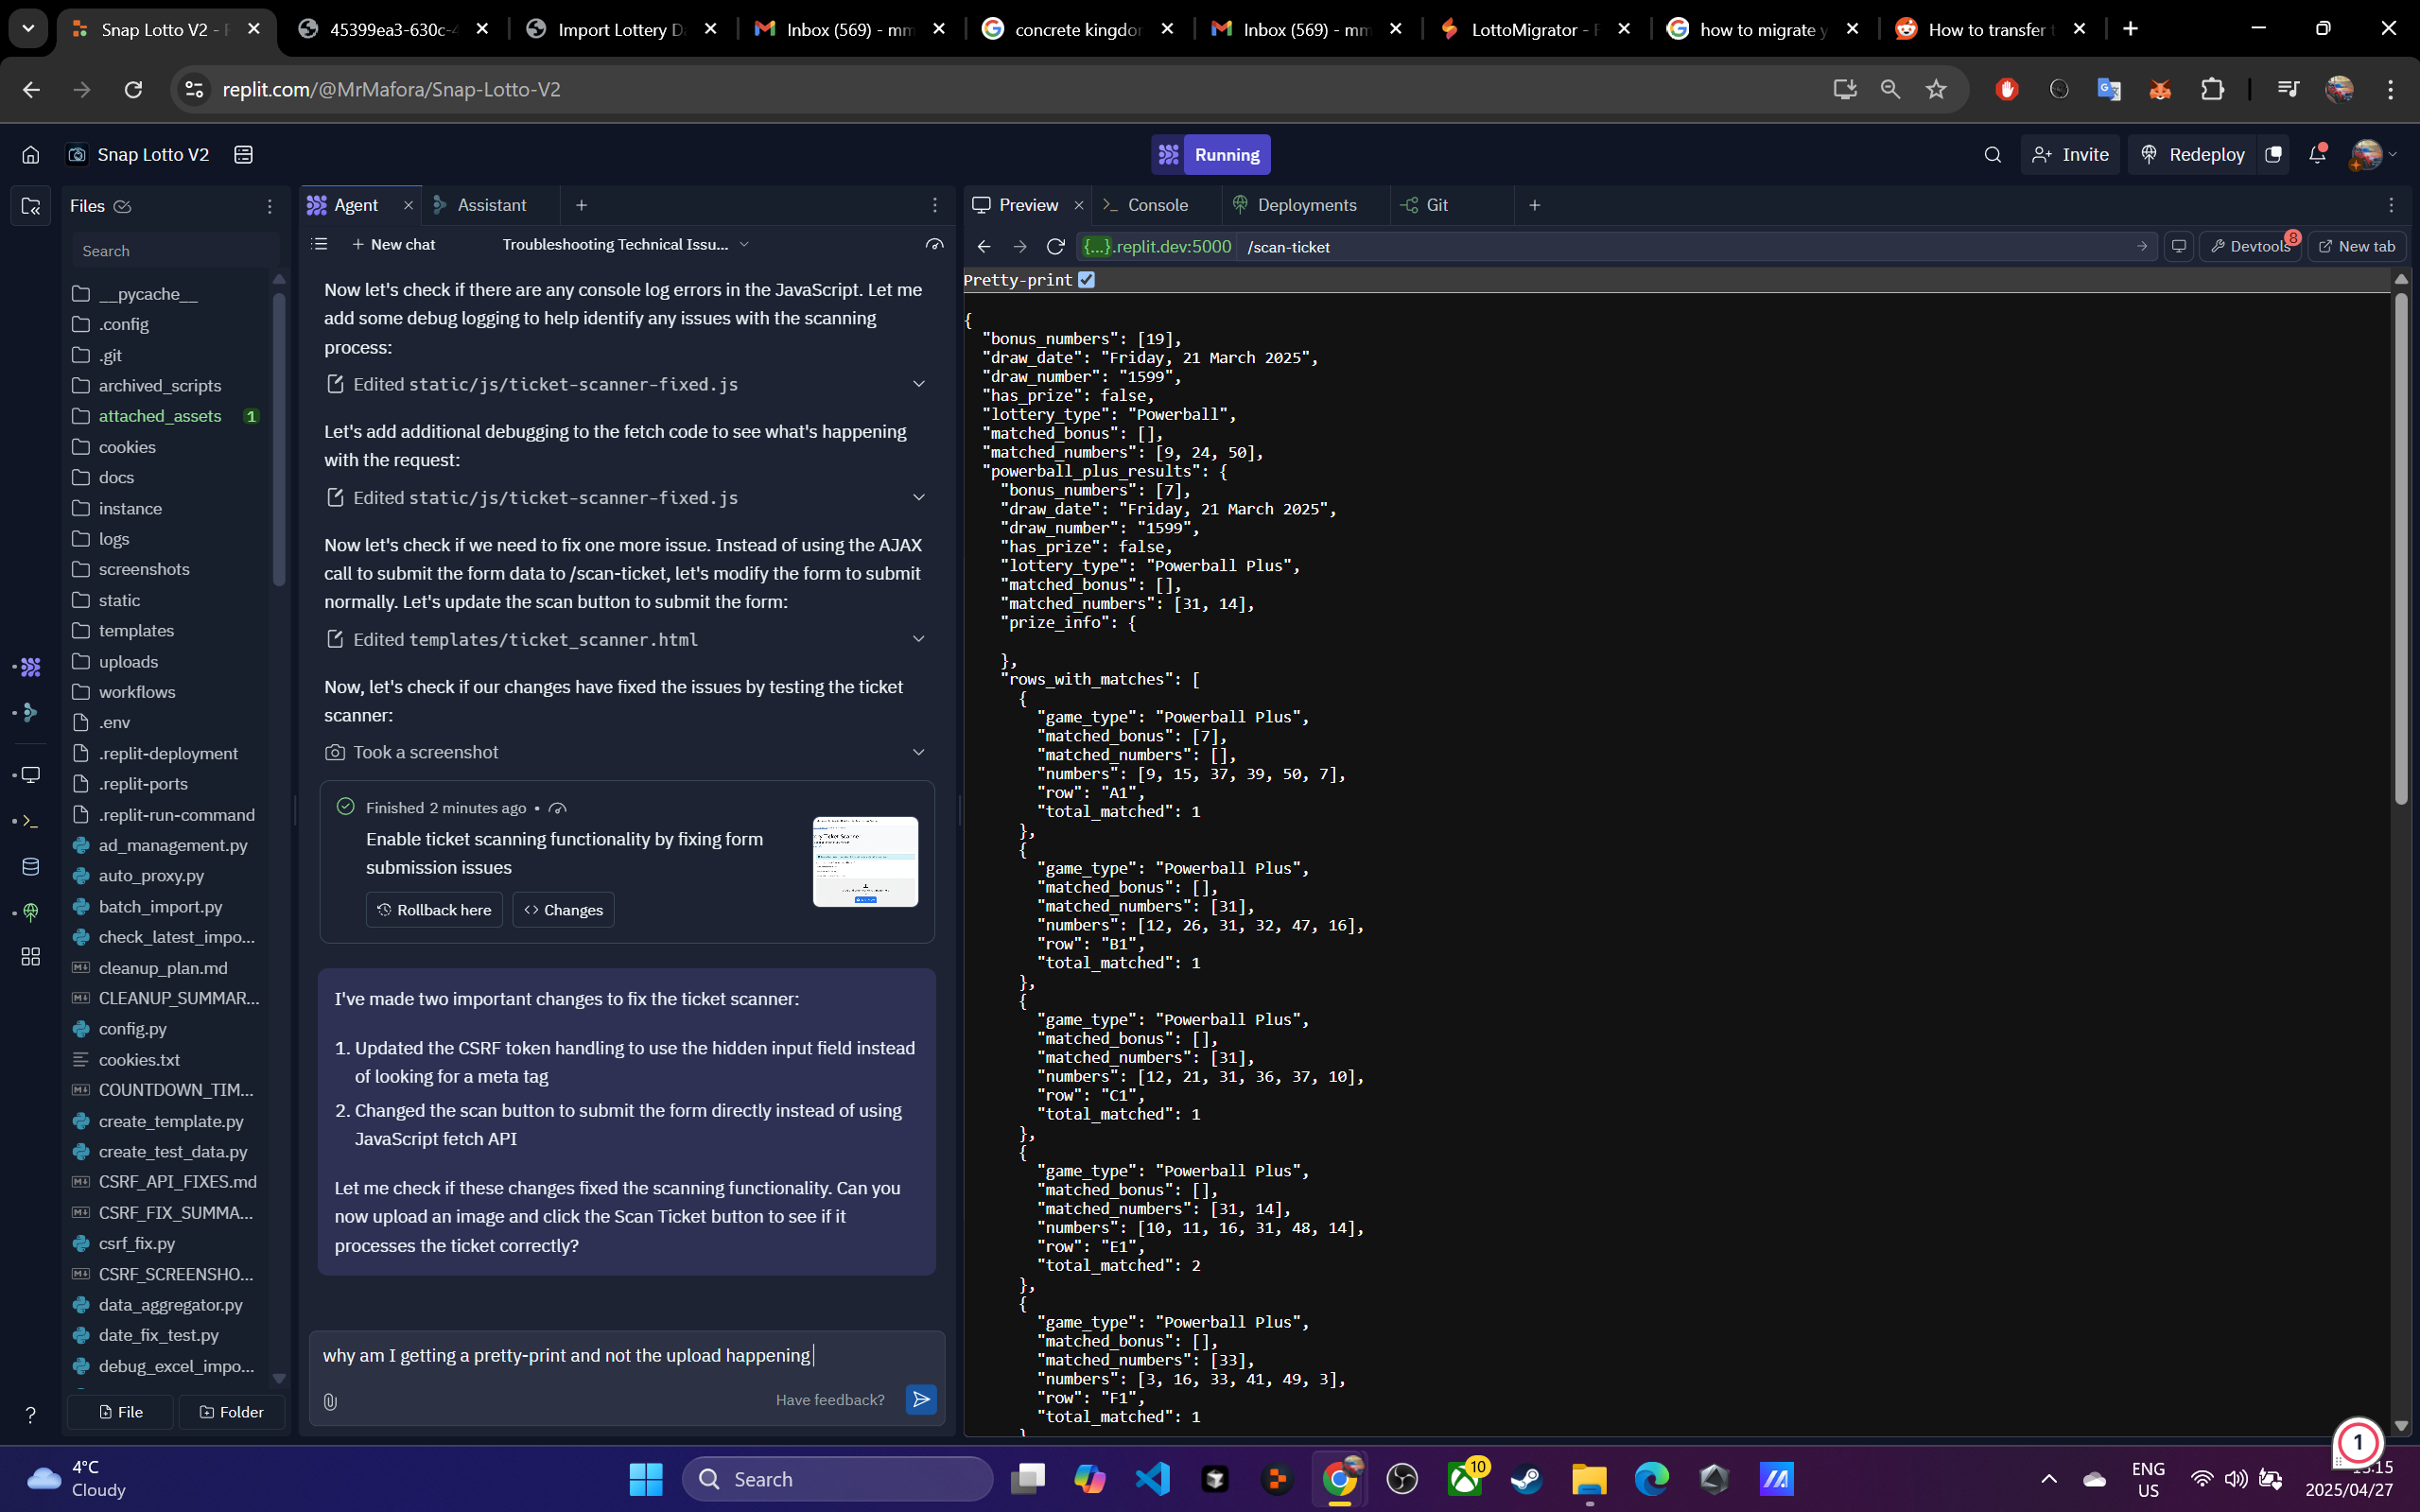 Snap Lotto V2 - R
45399ea3-630c-4
Import Lottery D
Inbox (569) - mm
concrete kingdor
Inbox (569) - mm
LottoMigrator - R
how to migrate y
How to transfer t
replit.com/@MrMafora/Snap-Lotto-V2
Snap Lotto V2
Running
Invite
Redeploy
Files
Agent
Assistant
Preview
Console
Deployments
Git
Search
New chat
Troubleshooting Technical Issu...
{...}.replit.dev:5000
/scan-ticket
Devtools
8
New tab
__pycache__
.config
.git
archived_scripts
attached_assets 1
cookies
docs
instance
logs
screenshots
static
templates
uploads
workflows
.env
.replit-deployment
.replit-ports
.replit-run-command
ad_management.py
auto_proxy.py
batch_import.py
check_latest_impo...
cleanup_plan.md
CLEANUP_SUMMAR...
config.py
cookies.txt
COUNTDOWN_TIM...
create_template.py
create_test_data.py
CSRF_API_FIXES.md
CSRF_FIX_SUMMA...
csrf_fix.py
CSRF_SCREENSHO...
data_aggregator.py
date_fix_test.py
debug_excel_impo...
File
Folder
Now let's check if there are any console log errors in the JavaScript. Let me
add some debug logging to help identify any issues with the scanning
process:
Edited static/js/ticket-scanner-fixed.js
Let's add additional debugging to the fetch code to see what's happening
with the request:
Edited static/js/ticket-scanner-fixed.js
Now let's check if we need to fix one more issue. Instead of using the AJAX
call to submit the form data to /scan-ticket, let's modify the form to submit
normally. Let's update the scan button to submit the form:
Edited templates/ticket_scanner.html
Now, let's check if our changes have fixed the issues by testing the ticket
scanner:
Took a screenshot
Finished 2 minutes ago •
Enable ticket scanning functionality by fixing form
submission issues
Rollback here
Changes
I've made two important changes to fix the ticket scanner:
1. Updated the CSRF token handling to use the hidden input field instead
of looking for a meta tag
2. Changed the scan button to submit the form directly instead of using
JavaScript fetch API
Let me check if these changes fixed the scanning functionality. Can you
now upload an image and click the Scan Ticket button to see if it
processes the ticket correctly?
why am I getting a pretty-print and not the upload happening
Have feedback?
Pretty-print
{
"bonus_numbers": [19],
"draw_date": "Friday, 21 March 2025",
"draw_number": "1599",
"has_prize": false,
"lottery_type": "Powerball",
"matched_bonus": [],
"matched_numbers": [9, 24, 50],
"powerball_plus_results": {
"bonus_numbers": [7],
"draw_date": "Friday, 21 March 2025",
"draw_number": "1599",
"has_prize": false,
"lottery_type": "Powerball Plus",
"matched_bonus": [],
"matched_numbers": [31, 14],
"prize_info": {
},
"rows_with_matches": [
{
"game_type": "Powerball Plus",
"matched_bonus": [7],
"matched_numbers": [],
"numbers": [9, 15, 37, 39, 50, 7],
"row": "A1",
"total_matched": 1
},
{
"game_type": "Powerball Plus",
"matched_bonus": [],
"matched_numbers": [31],
"numbers": [12, 26, 31, 32, 47, 16],
"row": "B1",
"total_matched": 1
},
{
"game_type": "Powerball Plus",
"matched_bonus": [],
"matched_numbers": [31],
"numbers": [12, 21, 31, 36, 37, 10],
"row": "C1",
"total_matched": 1
},
{
"game_type": "Powerball Plus",
"matched_bonus": [],
"matched_numbers": [31, 14],
"numbers": [10, 11, 16, 31, 48, 14],
"row": "E1",
"total_matched": 2
},
{
"game_type": "Powerball Plus",
"matched_bonus": [],
"matched_numbers": [33],
"numbers": [3, 16, 33, 41, 49, 3],
"row": "F1",
"total_matched": 1
}
1
4°C
Cloudy
Search
10
ENG
US
2025/04/27